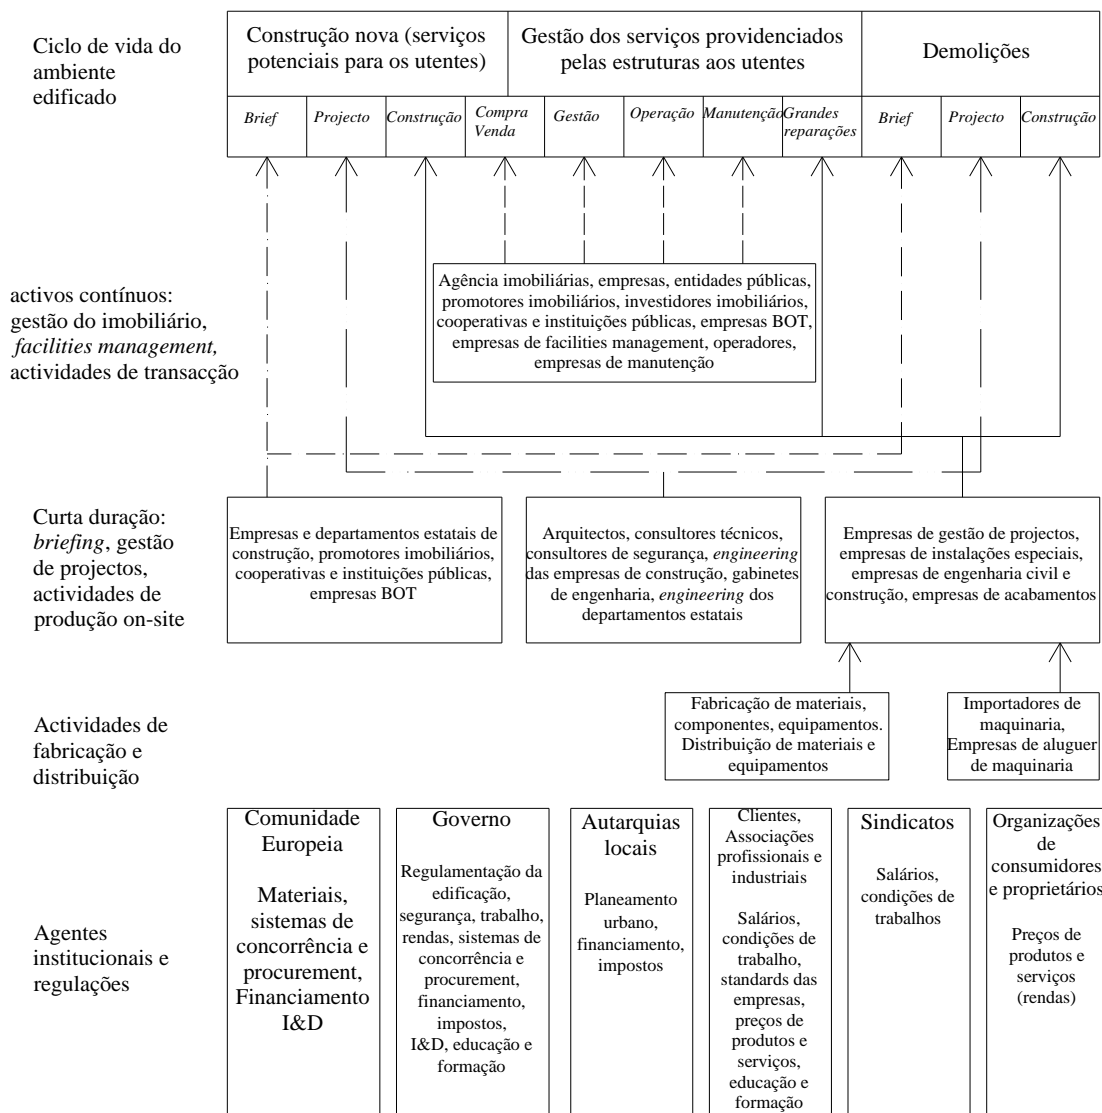 Ciclo de vida do
ambiente
edificado
Construção nova (serviços
potenciais para os utentes)
Gestão dos serviços providenciados
pelas estruturas aos utentes
Demolições
Brief
Projecto
Construção
Compra
Venda
Gestão
Operação
Manutenção
Grandes
reparações
Brief
Projecto
Construção
activos contínuos:
gestão do imobiliário,
facilities management,
actividades de transacção
Agência imobiliárias, empresas, entidades públicas,
promotores imobiliários, investidores imobiliários,
cooperativas e instituições públicas, empresas BOT,
empresas de facilities management, operadores,
empresas de manutenção
Curta duração:
briefing, gestão
de projectos,
actividades de
produção on-site
Empresas e departamentos estatais de
construção, promotores imobiliários,
cooperativas e instituições públicas,
empresas BOT
Arquitectos, consultores técnicos,
consultores de segurança, engineering
das empresas de construção, gabinetes
de engenharia, engineering dos
departamentos estatais
Empresas de gestão de projectos,
empresas de instalações especiais,
empresas de engenharia civil e
construção, empresas de acabamentos
Actividades de
fabricação e
distribuição
Fabricação de materiais,
componentes, equipamentos.
Distribuição de materiais e
equipamentos
Importadores de
maquinaria,
Empresas de aluguer
de maquinaria
Agentes
institucionais e
regulações
Comunidade
Europeia
Materiais,
sistemas de
concorrência e
procurement,
Financiamento
I&D
Governo
Regulamentação da
edificação,
segurança, trabalho,
rendas, sistemas de
concorrência e
procurement,
financiamento,
impostos,
I&D, educação e
formação
Autarquias
locais
Planeamento
urbano,
financiamento,
impostos
Clientes,
Associações
profissionais e
industriais
Salários,
condições de
trabalho,
standards das
empresas,
preços de
produtos e
serviços,
educação e
formação
Sindicatos
Salários,
condições de
trabalhos
Organizações
de
consumidores
e proprietários
Preços de
produtos e
serviços
(rendas)